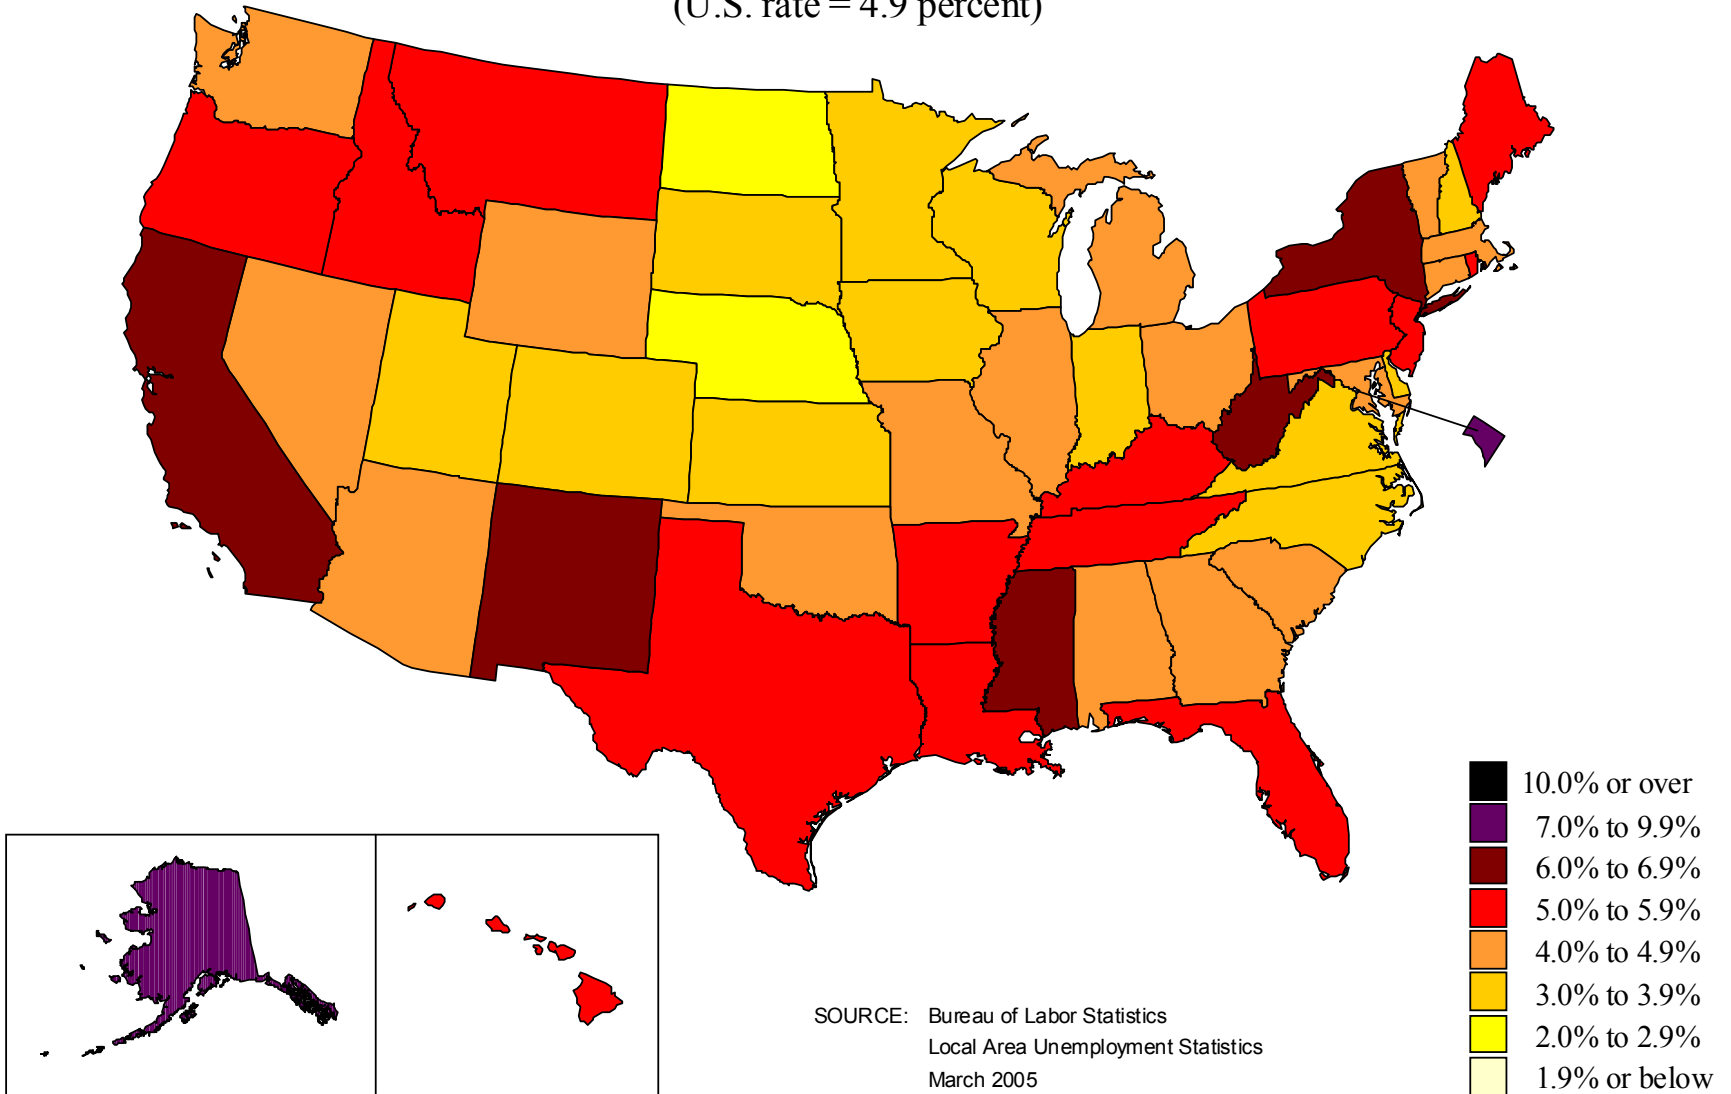 (U.S. rate = 4.9 percent)
10.0% or over
7.0% to 9.9%
6.0% to 6.9%
5.0% to 5.9%
4.0% to 4.9%
3.0% to 3.9%
2.0% to 2.9%
1.9% or below
SOURCE: Bureau of Labor Statistics
Local Area Unemployment Statistics
March 2005